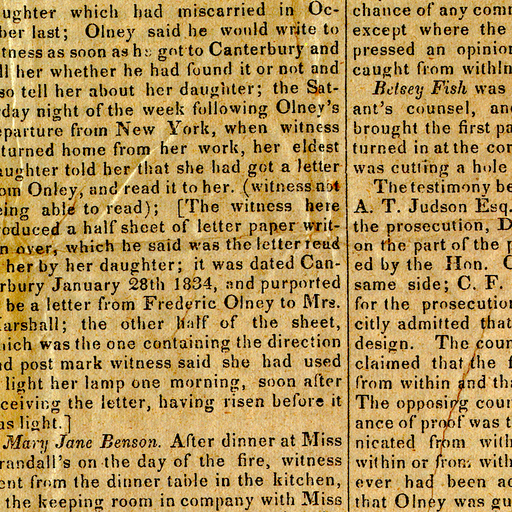 ughter which had miscarried in Oc-
ber last; Olney said he would write to
tness as soon as he got to Canterbury and
ll her whether he had found it or not and
so tell her about her daughter; the Sat-
day night of the week following Olney's
eparture from New York, when witness
turned home from her work, her eldest
aughter told her that she had got a letter
om Onley, and read it to her. (witness not
eing able to read); [The witness here
oduced a half sheet of letter paper writ-
n over, which he said was the letter read
her by her daughter; it was dated Can-
rbury January 28th 1834, and purported
be a letter from Frederic Olney to Mrs.
arshall; the other half of the sheet,
hich was the one containing the direction
nd post mark witness said she had used
light her lamp one morning, soon after
ceiving the letter, having risen before it
as light.]
Mary Jane Benson. After dinner at Miss
randall's on the day of the fire, witness
ent from the dinner table in the kitchen,
the keeping room in company with Miss
chance of any com
except where the
pressed an opinion
caught from within
Betsey Fish was
ant's counsel, and
brought the first pa
turned in at the cor
was cutting a hole
The testimony be
A. T. Judson Esq.
the prosecution, D
on the part of the p
ed by the Hon. C
same side; C. F.
for the prosecution
citly admitted that
design. The coun
claimed that the f
from within and tha
The opposing coun
ance of proof was t
nicated from with
within or from with
ever had been ac
that Olney was gu